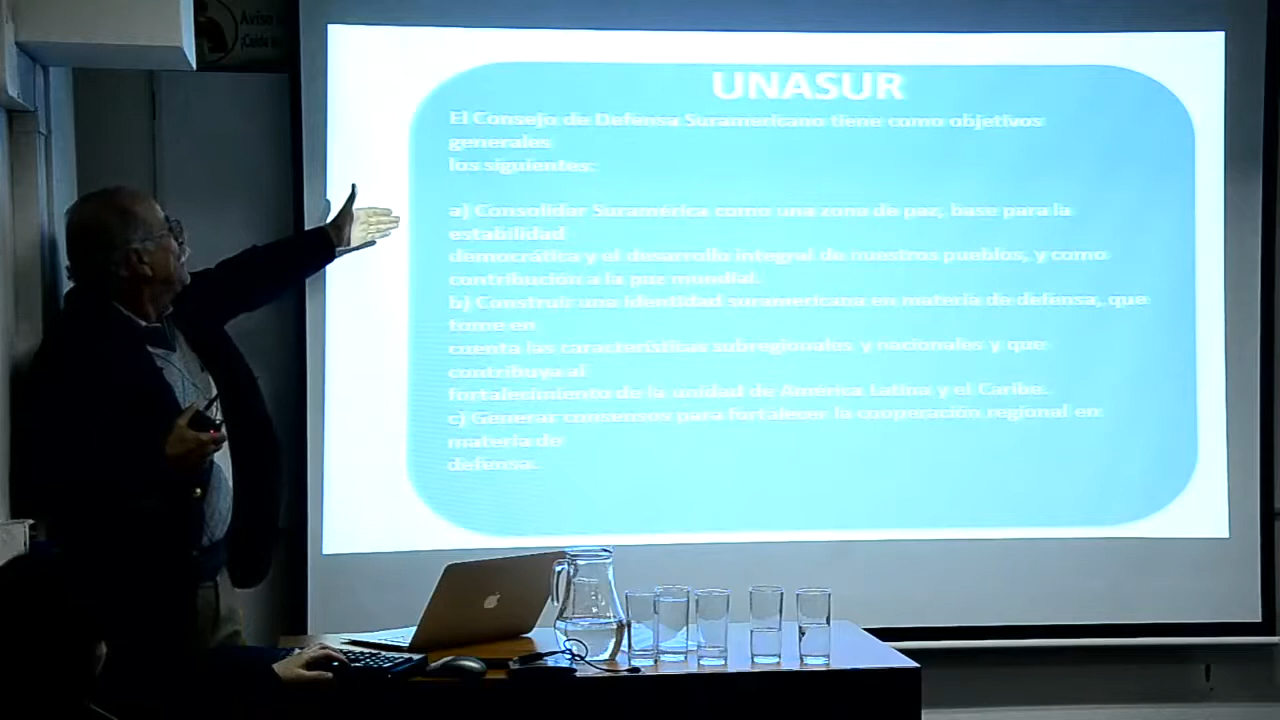 Aviso
¡Cuida
UNASUR
El Consejo de Defensa Suramericano tiene como objetivos
generales
los siguientes:
a) Consolidar Suramérica como una zona de paz, base para la
estabilidad
democrática y el desarrollo integral de nuestros pueblos, y como
contribución a la paz mundial.
b) Construir una identidad suramericana en materia de defensa, que
tome en
cuenta las características subregionales y nacionales y que
contribuya al
fortalecimiento de la unidad de América Latina y el Caribe.
c) Generar consensos para fortalecer la cooperación regional en
materia de
defensa.